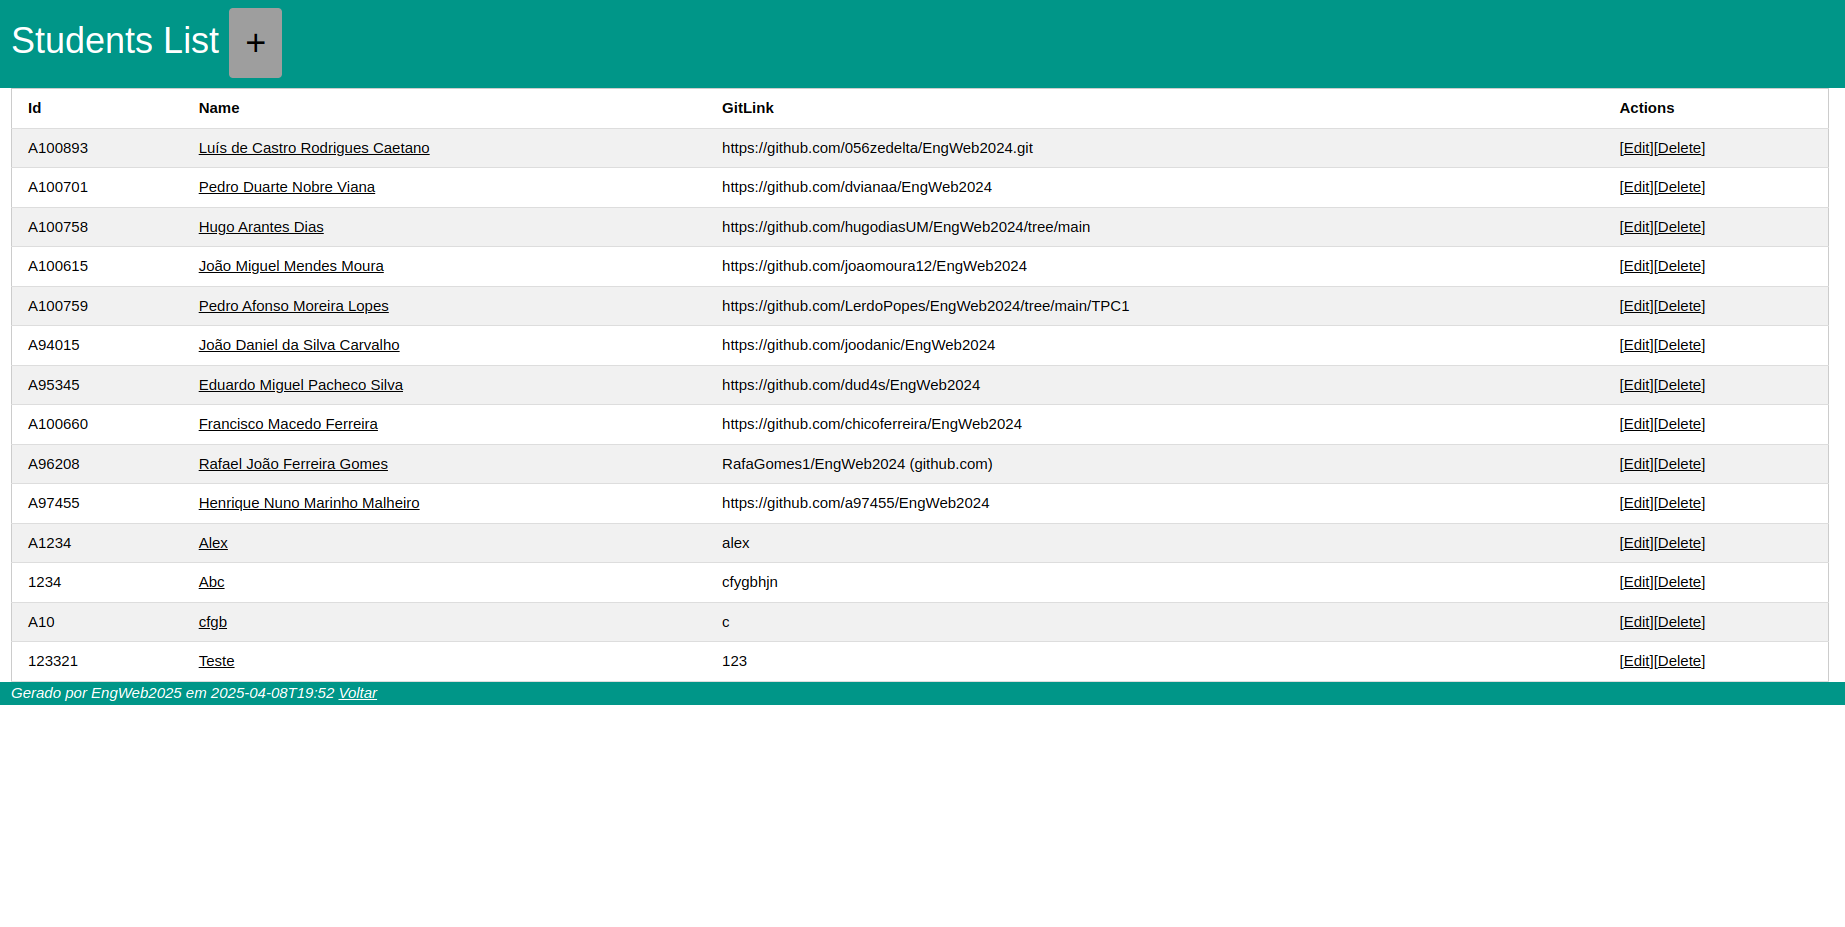 Students List +
Id Name GitLink Actions
A100893 Luís de Castro Rodrigues Caetano https://github.com/056zedelta/EngWeb2024.git [Edit][Delete]
A100701 Pedro Duarte Nobre Viana https://github.com/dvianaa/EngWeb2024 [Edit][Delete]
A100758 Hugo Arantes Dias https://github.com/hugodiasUM/EngWeb2024/tree/main [Edit][Delete]
A100615 João Miguel Mendes Moura https://github.com/joaomoura12/EngWeb2024 [Edit][Delete]
A100759 Pedro Afonso Moreira Lopes https://github.com/LerdoPopes/EngWeb2024/tree/main/TPC1 [Edit][Delete]
A94015 João Daniel da Silva Carvalho https://github.com/joodanic/EngWeb2024 [Edit][Delete]
A95345 Eduardo Miguel Pacheco Silva https://github.com/dud4s/EngWeb2024 [Edit][Delete]
A100660 Francisco Macedo Ferreira https://github.com/chicoferreira/EngWeb2024 [Edit][Delete]
A96208 Rafael João Ferreira Gomes RafaGomes1/EngWeb2024 (github.com) [Edit][Delete]
A97455 Henrique Nuno Marinho Malheiro https://github.com/a97455/EngWeb2024 [Edit][Delete]
A1234 Alex alex [Edit][Delete]
1234 Abc cfygbhjn [Edit][Delete]
A10 cfgb c [Edit][Delete]
123321 Teste 123 [Edit][Delete]
Gerado por EngWeb2025 em 2025-04-08T19:52 Voltar